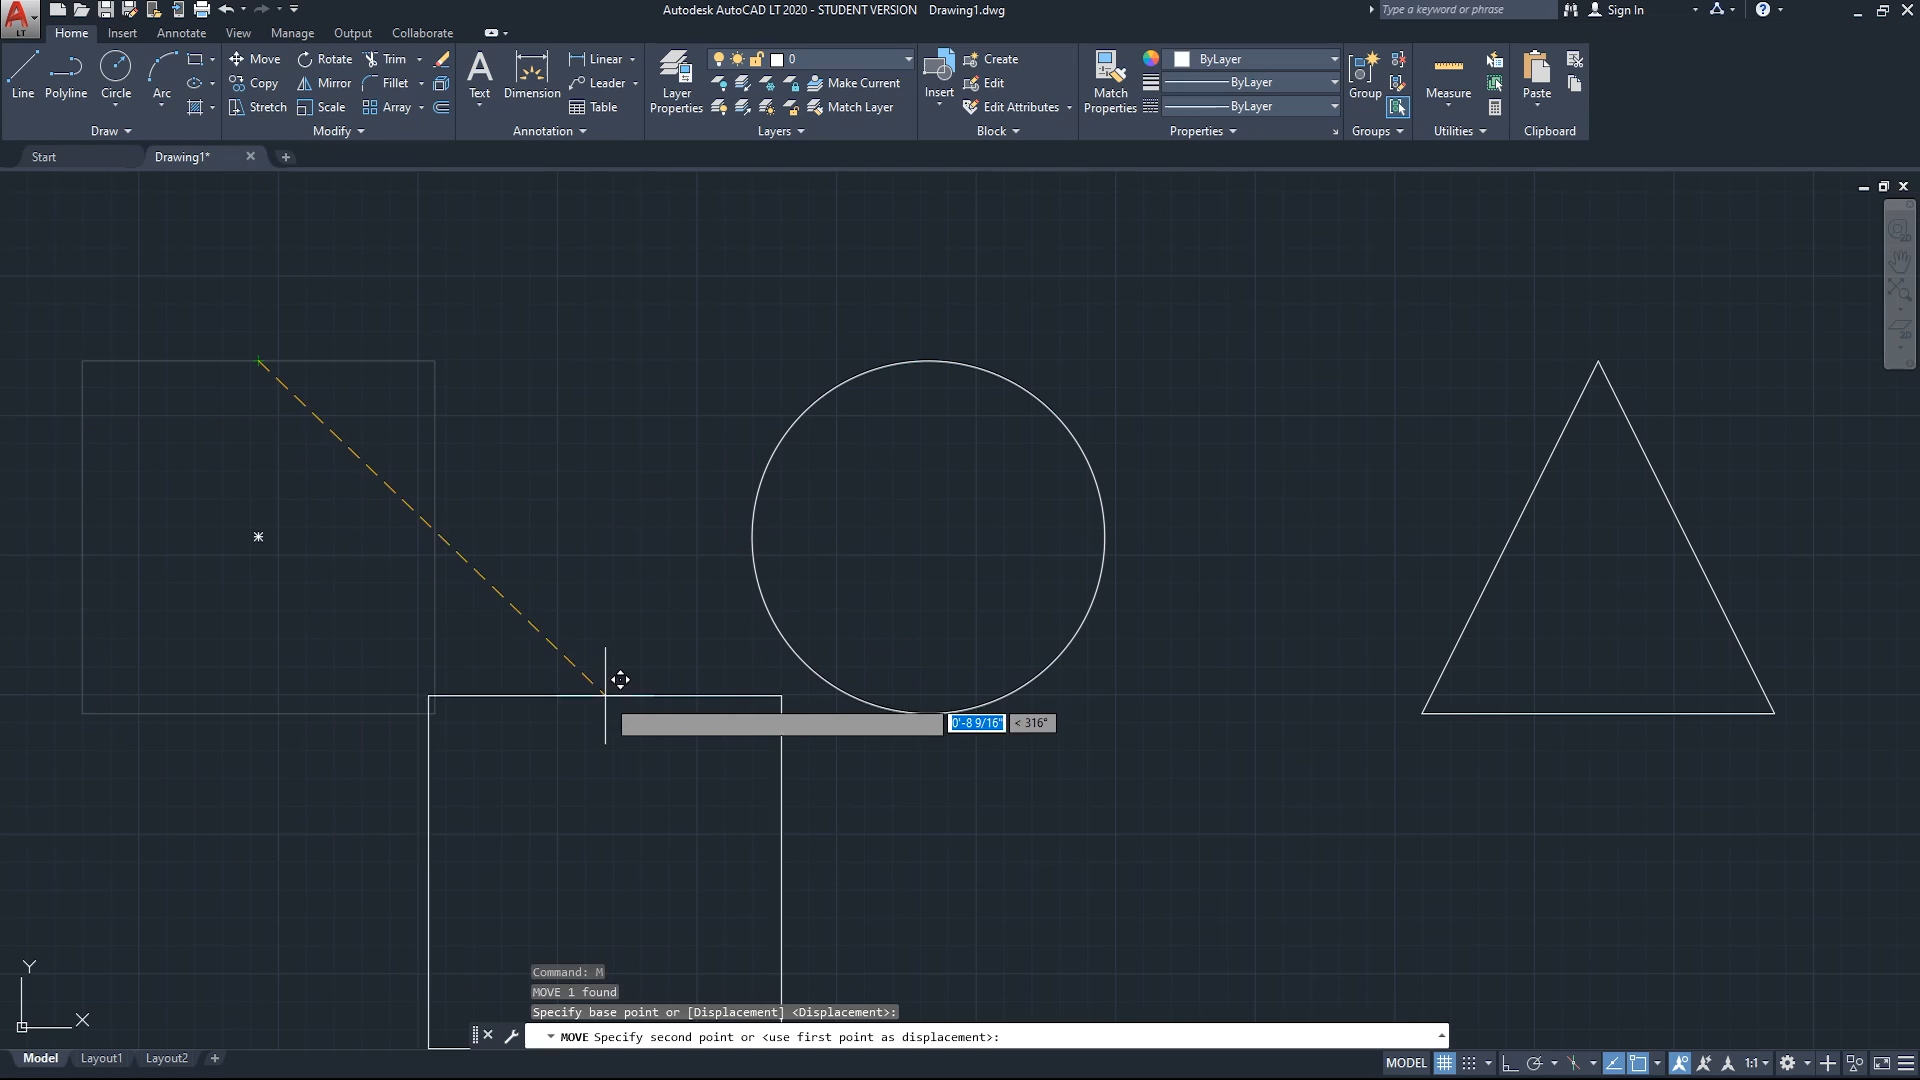 Autodesk AutoCAD LT 2020 - STUDENT VERSION Drawing1.dwg
Type a keyword or phrase
Sign In
A
LT
Home Insert Annotate View Manage Output Collaborate
Line
Polyline
Circle
Arc
Draw
Move Rotate Trim
Copy Mirror Fillet
Stretch Scale Array
Modify
A
Text
Dimension
Linear
Leader
Table
Annotation
Layer
Properties
0
Make Current
Match Layer
Layers
Insert
Create
Edit
Edit Attributes
Block
Match
Properties
ByLayer
ByLayer
ByLayer
Properties
Group
Groups
Measure
Utilities
Paste
Clipboard
Start Drawing1*
2D
2D
0'-8 9/16" < 316°
Y
X
Command: M
MOVE 1 found
Specify base point or [Displacement] <Displacement>:
MOVE Specify second point or <use first point as displacement>:
Model Layout1 Layout2
MODEL 1:1